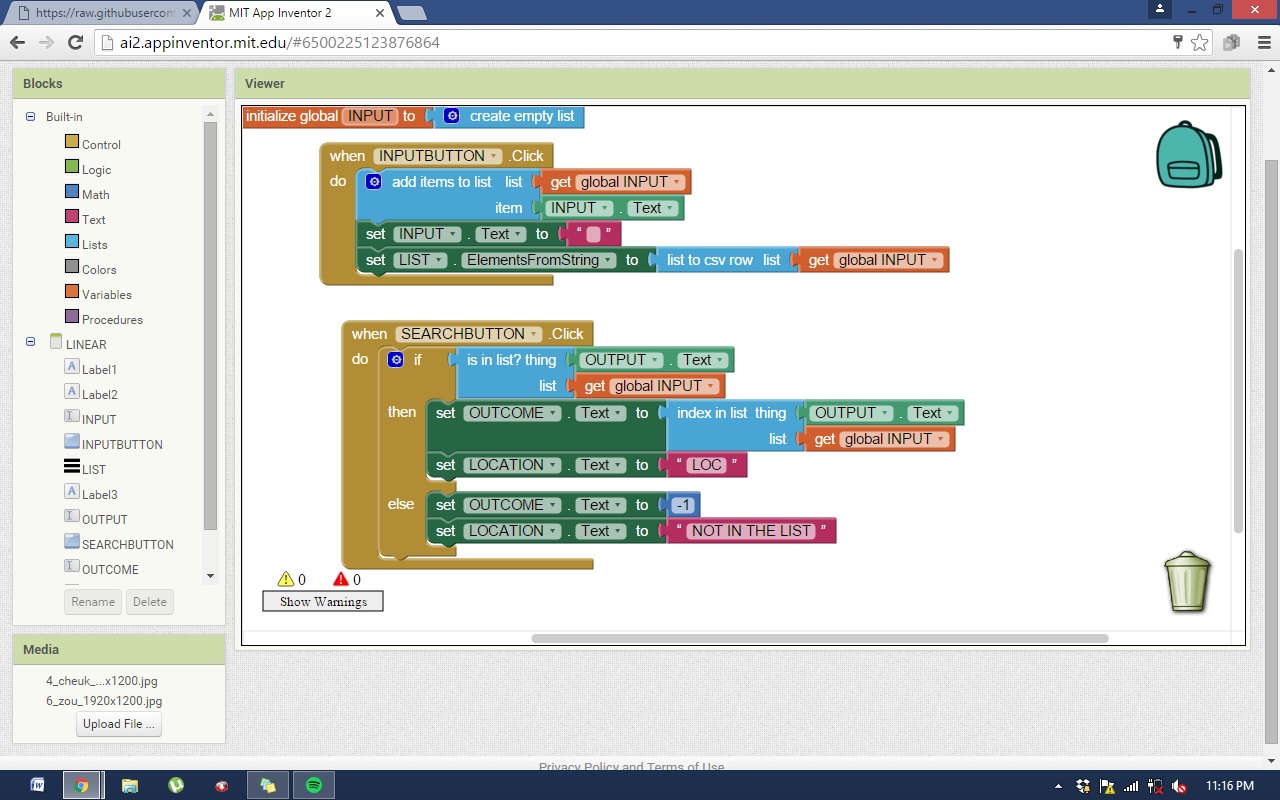 https://raw.githubusercon
MIT App Inventor 2
ai2.appinventor.mit.edu/#6500225123876864
Blocks
Viewer
Built-in
Control
Logic
Math
Text
Lists
Colors
Variables
Procedures
LINEAR
Label1
Label2
INPUT
INPUTBUTTON
LIST
Label3
OUTPUT
SEARCHBUTTON
OUTCOME
Rename Delete
Media
4_cheuk_...x1200.jpg
6_zou_1920x1200.jpg
Upload File ...
initialize global INPUT to create empty list
when INPUTBUTTON .Click
do add items to list list get global INPUT
item INPUT . Text
set INPUT . Text to " "
set LIST . ElementsFromString to list to csv row list get global INPUT
when SEARCHBUTTON .Click
do if is in list? thing OUTPUT . Text
list get global INPUT
then set OUTCOME . Text to index in list thing OUTPUT . Text
list get global INPUT
set LOCATION . Text to " LOC "
else set OUTCOME . Text to -1
set LOCATION . Text to " NOT IN THE LIST "
0 0
Show Warnings
Privacy Policy and Terms of Use
11:16 PM